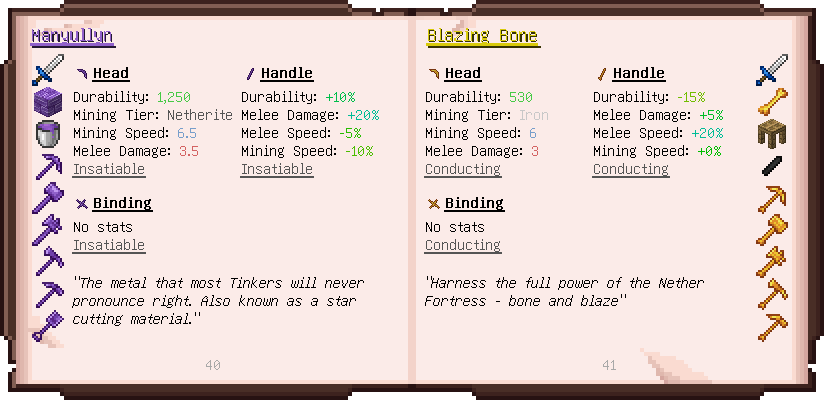 Manyullyn
Head
Durability: 1,250
Mining Tier: Netherite
Mining Speed: 6.5
Melee Damage: 3.5
Insatiable
Handle
Durability: +10%
Melee Damage: +20%
Melee Speed: -5%
Mining Speed: -10%
Insatiable
Binding
No stats
Insatiable
"The metal that most Tinkers will never
pronounce right. Also known as a star
cutting material."
40
Blazing Bone
Head
Durability: 530
Mining Tier: Iron
Mining Speed: 6
Melee Damage: 3
Conducting
Handle
Durability: -15%
Melee Damage: +5%
Melee Speed: +20%
Mining Speed: +0%
Conducting
Binding
No stats
Conducting
"Harness the full power of the Nether
Fortress - bone and blaze"
41